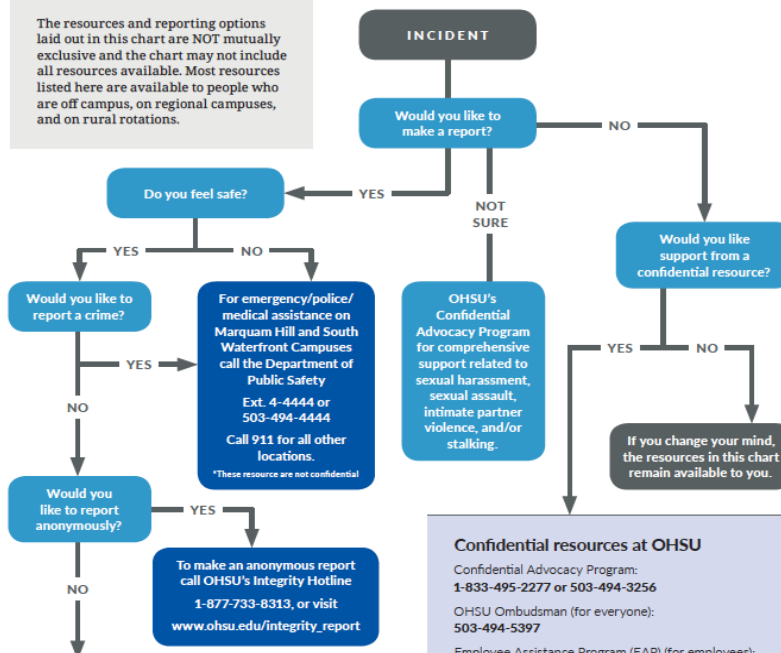 The resources and reporting options
laid out in this chart are NOT mutually
exclusive and the chart may not include
all resources available. Most resources
listed here are available to people who
are off campus, on regional campuses,
and on rural rotations.
INCIDENT
Would you like to
make a report?
NO
YES
NOT
SURE
Do you feel safe?
YES
NO
Would you like
support from a
confidential resource?
Would you like to
report a crime?
For emergency/police/
medical assistance on
Marquam Hill and South
Waterfront Campuses
call the Department of
Public Safety
Ext. 4-4444 or
503-494-4444
Call 911 for all other
locations.
*These resource are not confidential
OHSU's
Confidential
Advocacy Program
for comprehensive
support related to
sexual harassment,
sexual assault,
intimate partner
violence, and/or
stalking.
YES
NO
YES
NO
If you change your mind,
the resources in this chart
remain available to you.
Would you
like to report
anonymously?
YES
NO
To make an anonymous report
call OHSU's Integrity Hotline
1-877-733-8313, or visit
www.ohsu.edu/integrity_report
Confidential resources at OHSU
Confidential Advocacy Program:
1-833-495-2277 or 503-494-3256
OHSU Ombudsman (for everyone):
503-494-5397
Employee Assistance Program (EAP) (for employees):